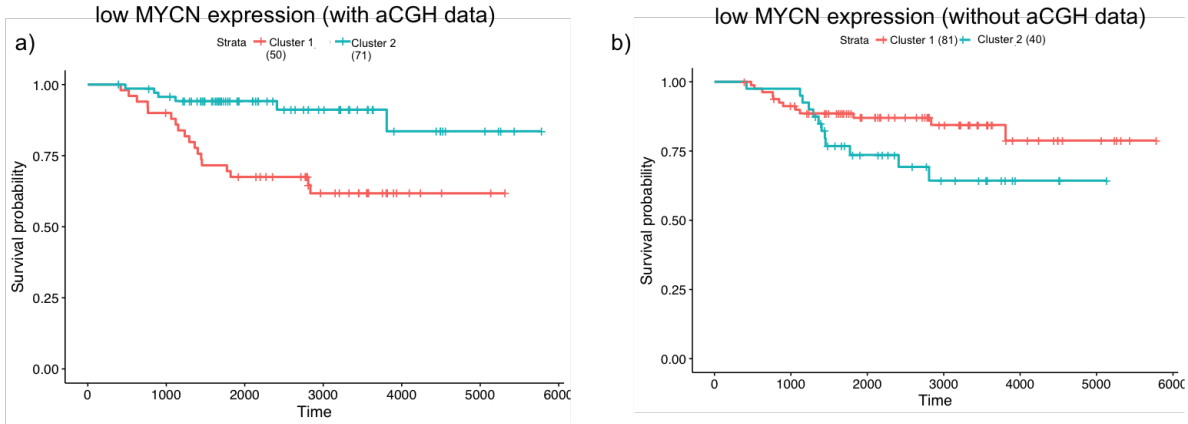 low MYCN expression (with aCGH data)
a)
Strata Cluster 1 Cluster 2
(50) (71)
1.00
0.75
0.50
0.25
0.00
Survival probability
0 1000 2000 3000 4000 5000 6000
Time
low MYCN expression (without aCGH data)
b)
Strata Cluster 1 (81) Cluster 2 (40)
1.00
0.75
0.50
0.25
0.00
Survival probability
0 1000 2000 3000 4000 5000 6000
Time